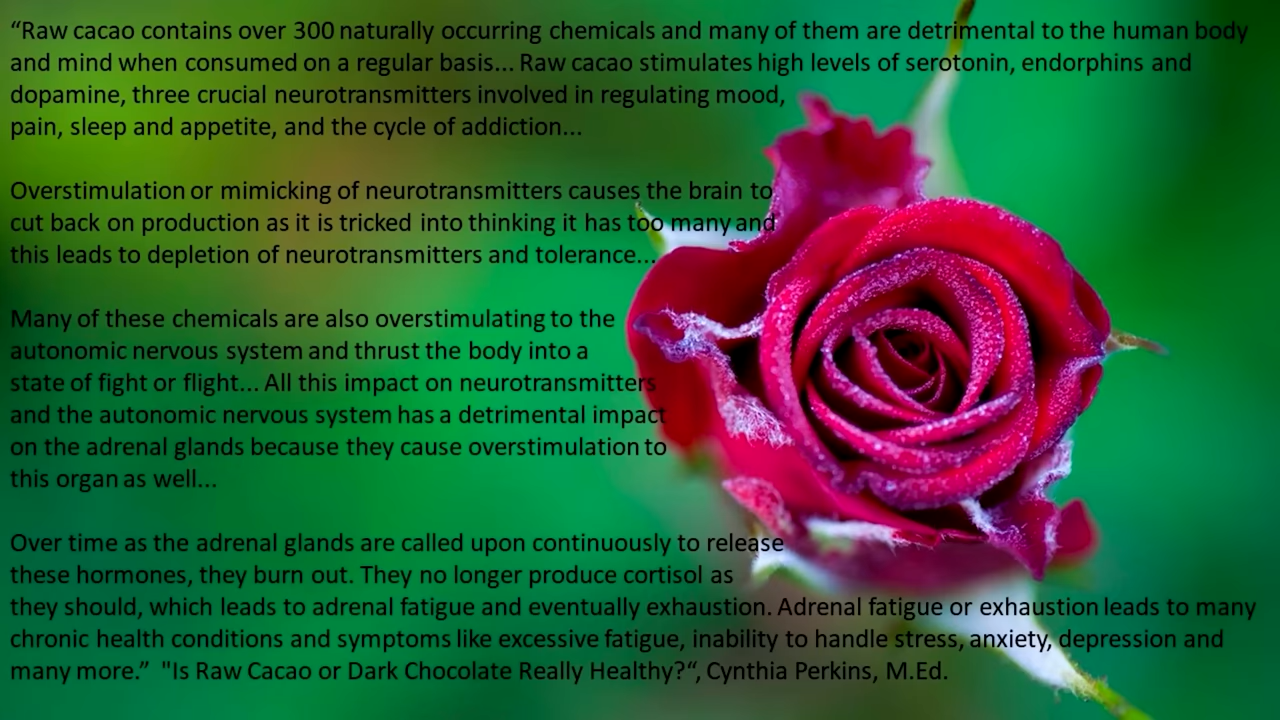 “Raw cacao contains over 300 naturally occurring chemicals and many of them are detrimental to the human body
and mind when consumed on a regular basis... Raw cacao stimulates high levels of serotonin, endorphins and
dopamine, three crucial neurotransmitters involved in regulating mood,
pain, sleep and appetite, and the cycle of addiction...
Overstimulation or mimicking of neurotransmitters causes the brain to
cut back on production as it is tricked into thinking it has too many and
this leads to depletion of neurotransmitters and tolerance...
Many of these chemicals are also overstimulating to the
autonomic nervous system and thrust the body into a
state of fight or flight... All this impact on neurotransmitters
and the autonomic nervous system has a detrimental impact
on the adrenal glands because they cause overstimulation to
this organ as well...
Over time as the adrenal glands are called upon continuously to release
these hormones, they burn out. They no longer produce cortisol as
they should, which leads to adrenal fatigue and eventually exhaustion. Adrenal fatigue or exhaustion leads to many
chronic health conditions and symptoms like excessive fatigue, inability to handle stress, anxiety, depression and
many more.”  "Is Raw Cacao or Dark Chocolate Really Healthy?“, Cynthia Perkins, M.Ed.